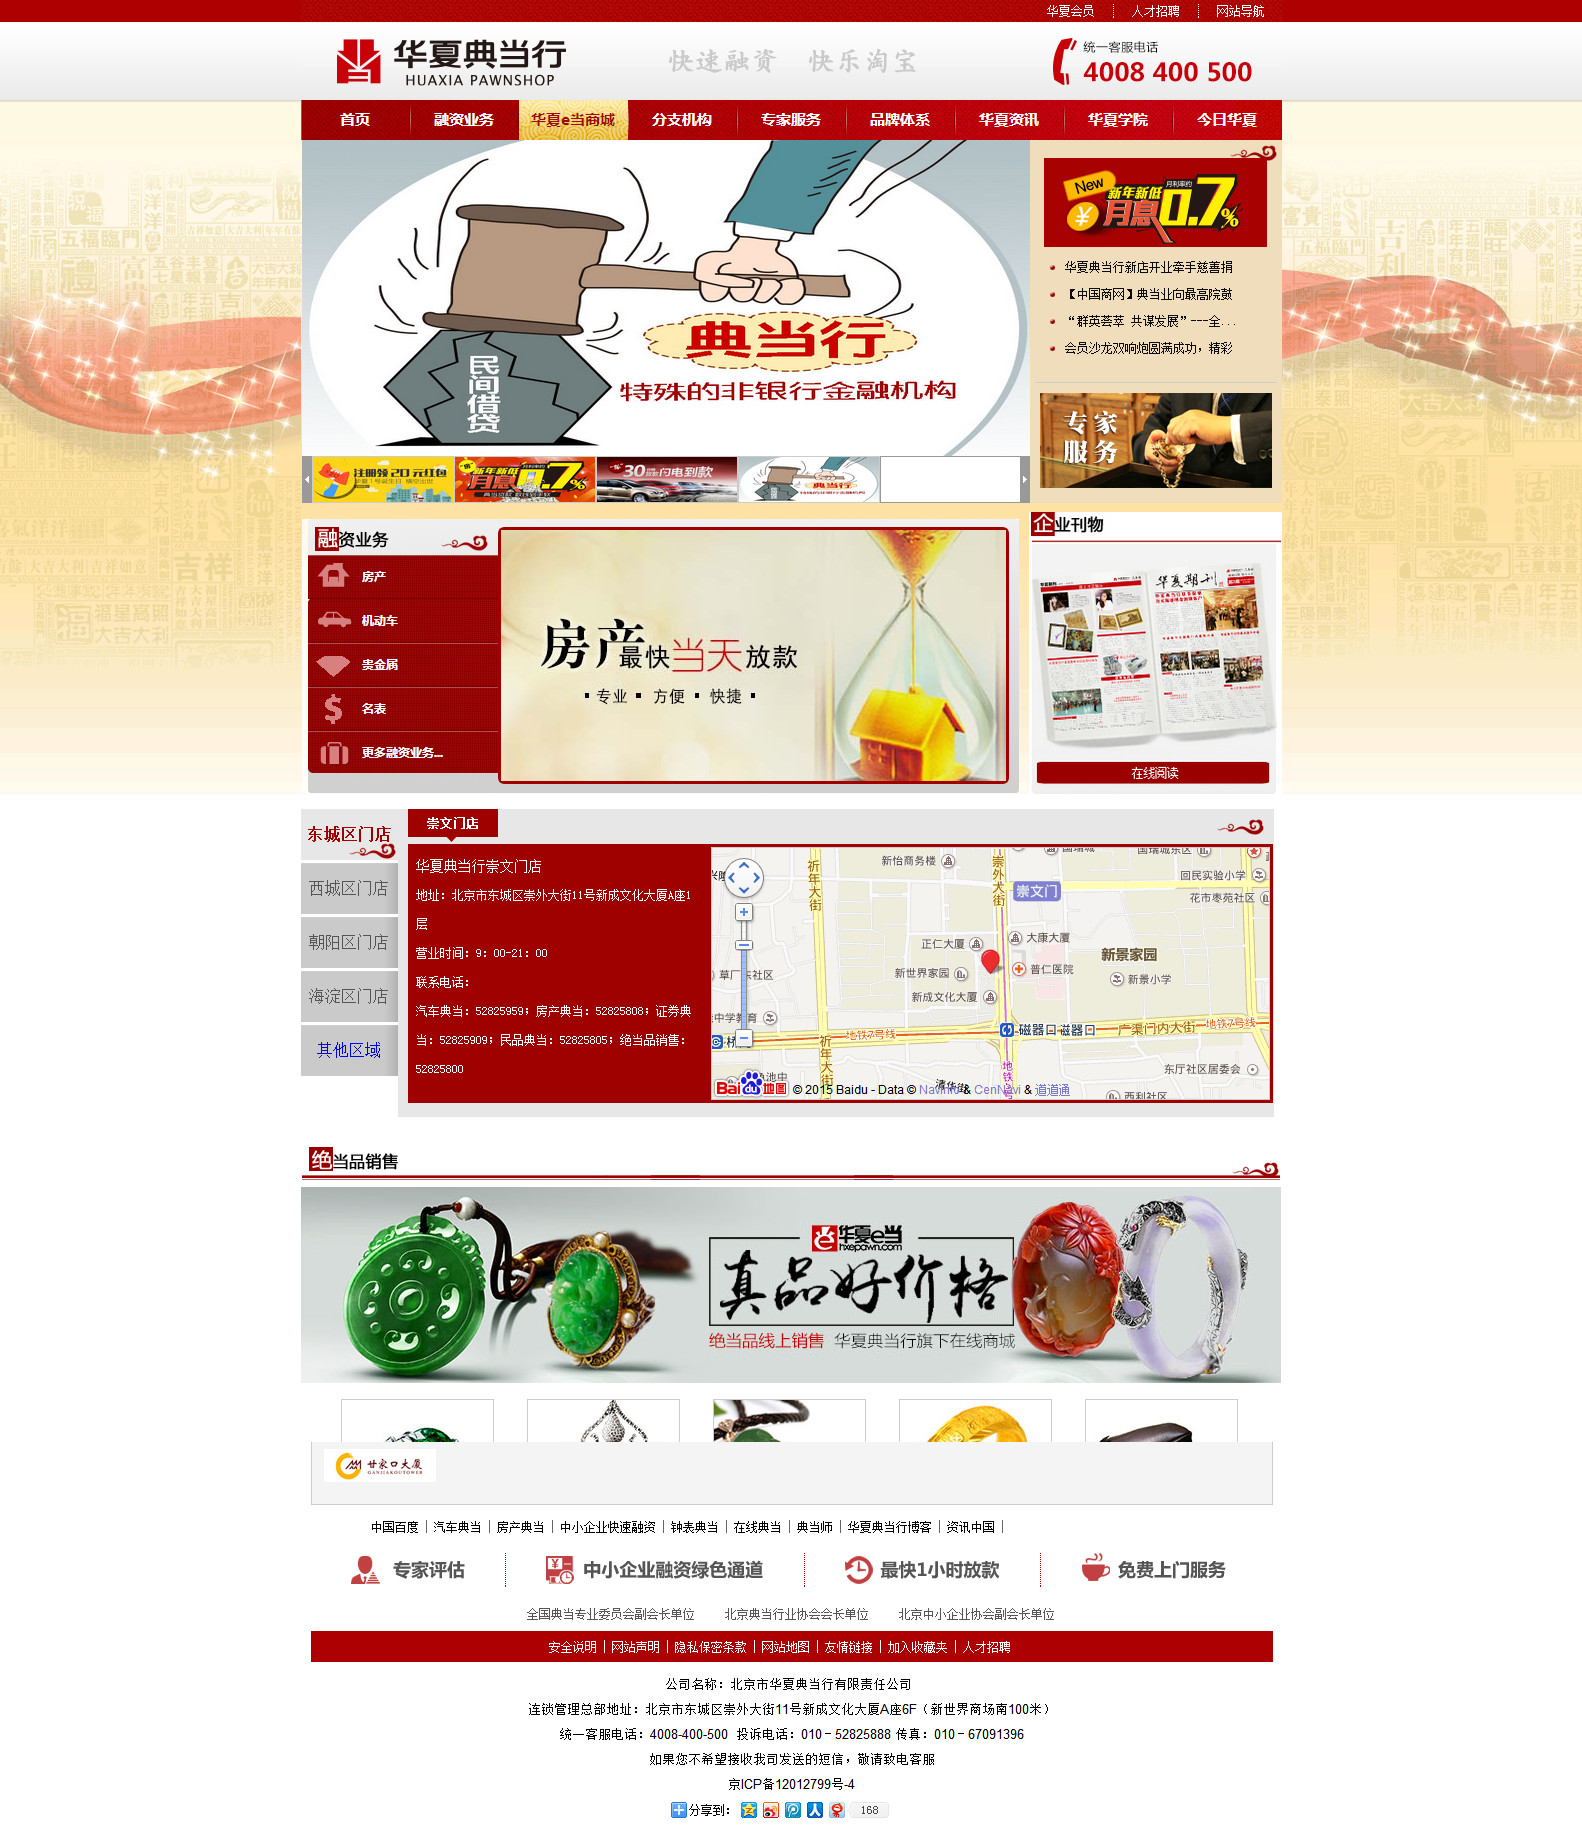 华夏会员
人才招聘
网站导航
华夏典当行
HUAXIA PAWNSHOP
快速融资 快乐淘宝
统一客服电话
4008 400 500
首页
融资业务
华夏e当商城
分支机构
专家服务
品牌体系
华夏资讯
华夏学院
今日华夏
民间借贷
典当行
特殊的非银行金融机构
New
新年新低
月利率约
月息0.7%
华夏典当行新店开业牵手慈善捐
【中国商网】典当业向最高院鼓
“群英荟萃 共谋发展”---全...
会员沙龙双响炮圆满成功，精彩
专家服务
注册领20元红包
新年新低
月息0.7%
30
闪电到款
典当行
融资业务
房产
机动车
贵金属
名表
更多融资业务...
房产最快当天放款
专业 方便 快捷
企业刊物
华夏期刊
在线阅读
东城区门店
西城区门店
朝阳区门店
海淀区门店
其他区域
崇文门店
华夏典当行崇文门店
地址：北京市东城区崇外大街11号新成文化大厦A座1
层
营业时间：9：00-21：00
联系电话：
汽车典当：52825959；房产典当：52825808；证券典
当：52825909；民品典当：52825805；绝当品销售：
52825800
新怡商务楼
祈年大街
崇外大街
崇文门
回民实验小学
花市枣苑社区
正仁大厦
大康大厦
新景家园
新世界家园
普仁医院
新景小学
新成文化大厦
地铁7号线
磁器口
磁器口
广渠门内大街
地铁7号线
祈年大街
东厅社区居委会
清华街
Baidu地图
© 2015 Baidu - Data © NavInfo & CenNavi & 道道通
绝当品销售
华夏e当
hxepawn.com
真品好价格
绝当品线上销售 华夏典当行旗下在线商城
甘家口大厦
GANJIAKOUTOWER
中国百度 | 汽车典当 | 房产典当 | 中小企业快速融资 | 钟表典当 | 在线典当 | 典当师 | 华夏典当行博客 | 资讯中国 |
专家评估
中小企业融资绿色通道
最快1小时放款
免费上门服务
全国典当专业委员会副会长单位 北京典当行业协会会长单位 北京中小企业协会副会长单位
安全说明 | 网站声明 | 隐私保密条款 | 网站地图 | 友情链接 | 加入收藏夹 | 人才招聘
公司名称：北京市华夏典当行有限责任公司
连锁管理总部地址：北京市东城区崇外大街11号新成文化大厦A座6F（新世界商场南100米）
统一客服电话：4008-400-500 投诉电话：010－52825888 传真：010－67091396
如果您不希望接收我司发送的短信，敬请致电客服
京ICP备12012799号-4
分享到：
168